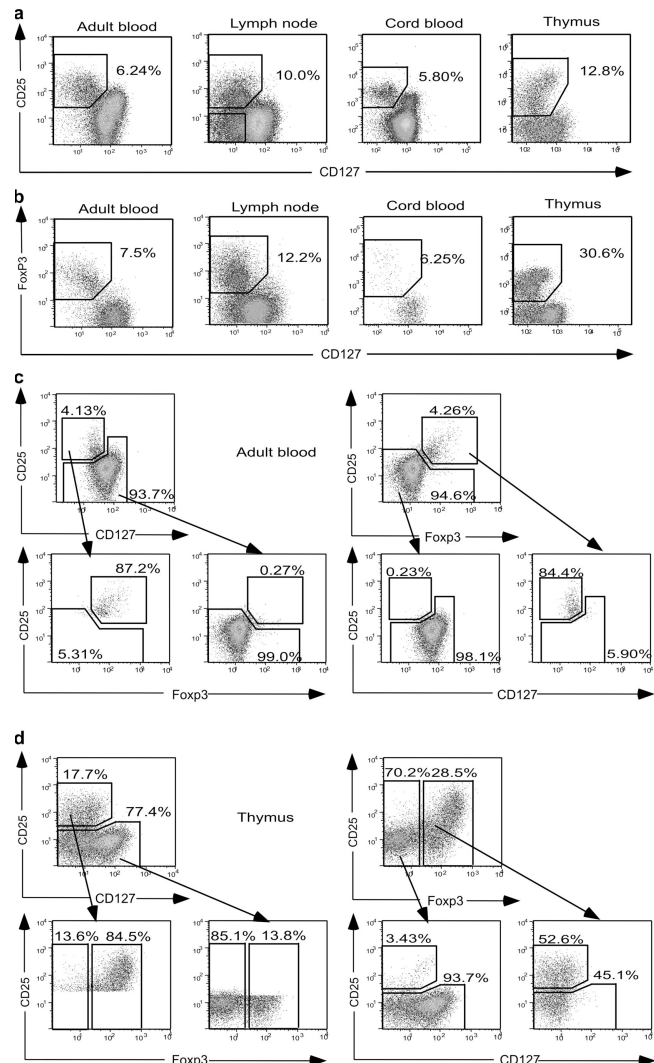 a
Adult blood Lymph node Cord blood Thymus
CD25
6.24% 10.0% 5.80% 12.8%
CD127
b
Adult blood Lymph node Cord blood Thymus
FoxP3
7.5% 12.2% 6.25% 30.6%
CD127
c
4.13% 4.26%
CD25 Adult blood CD25
93.7% 94.6%
CD127 Foxp3
87.2% 0.27% 0.23% 84.4%
CD25 CD25
5.31% 99.0% 98.1% 5.90%
Foxp3 CD127
d
17.7% 70.2% 28.5%
77.4%
CD25 Thymus CD25
CD127 Foxp3
13.6% 84.5% 85.1% 13.8% 3.43% 52.6%
93.7% 45.1%
CD25 CD25
Foxp3 CD127